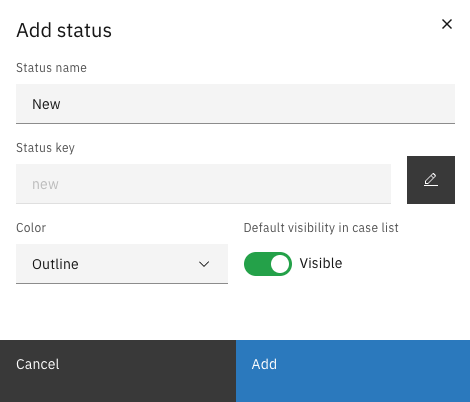 Add status
Status name
New
Status key
new
Color
Default visibility in case list
Outline
Visible
Cancel
Add